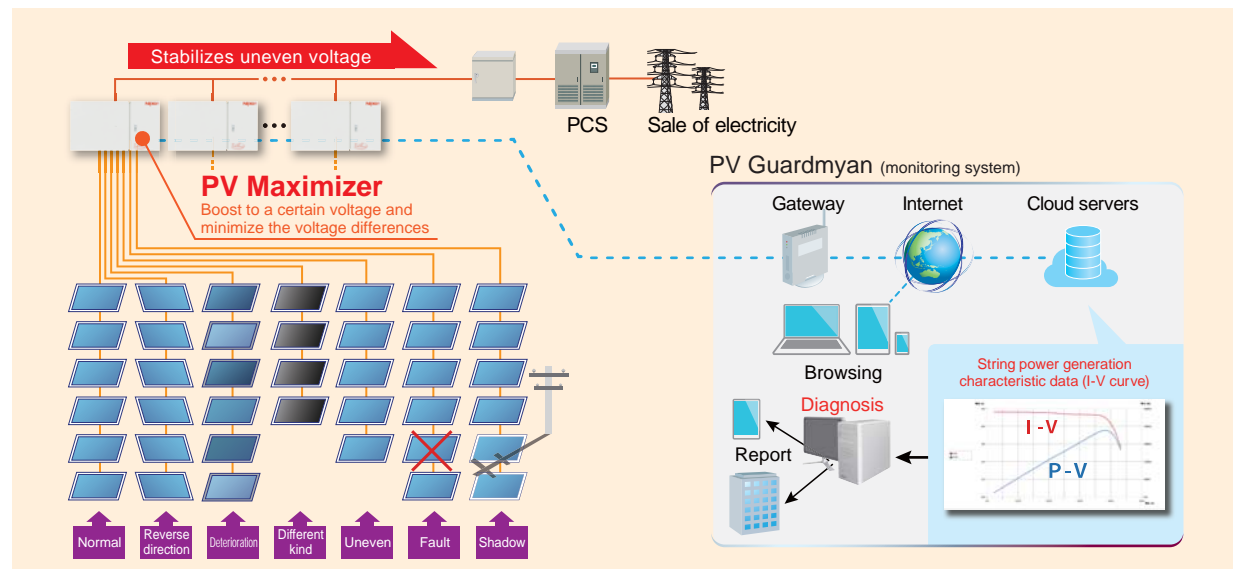 Stabilizes uneven voltage
PCS
Sale of electricity
PV Maximizer
Boost to a certain voltage and
minimize the voltage differences
PV Guardmyan (monitoring system)
Gateway
Internet
Cloud servers
Browsing
String power generation
characteristic data (I-V curve)
Diagnosis
I-V
Report
P-V
Normal
Reverse
direction
Deterioration
Different
kind
Uneven
Fault
Shadow